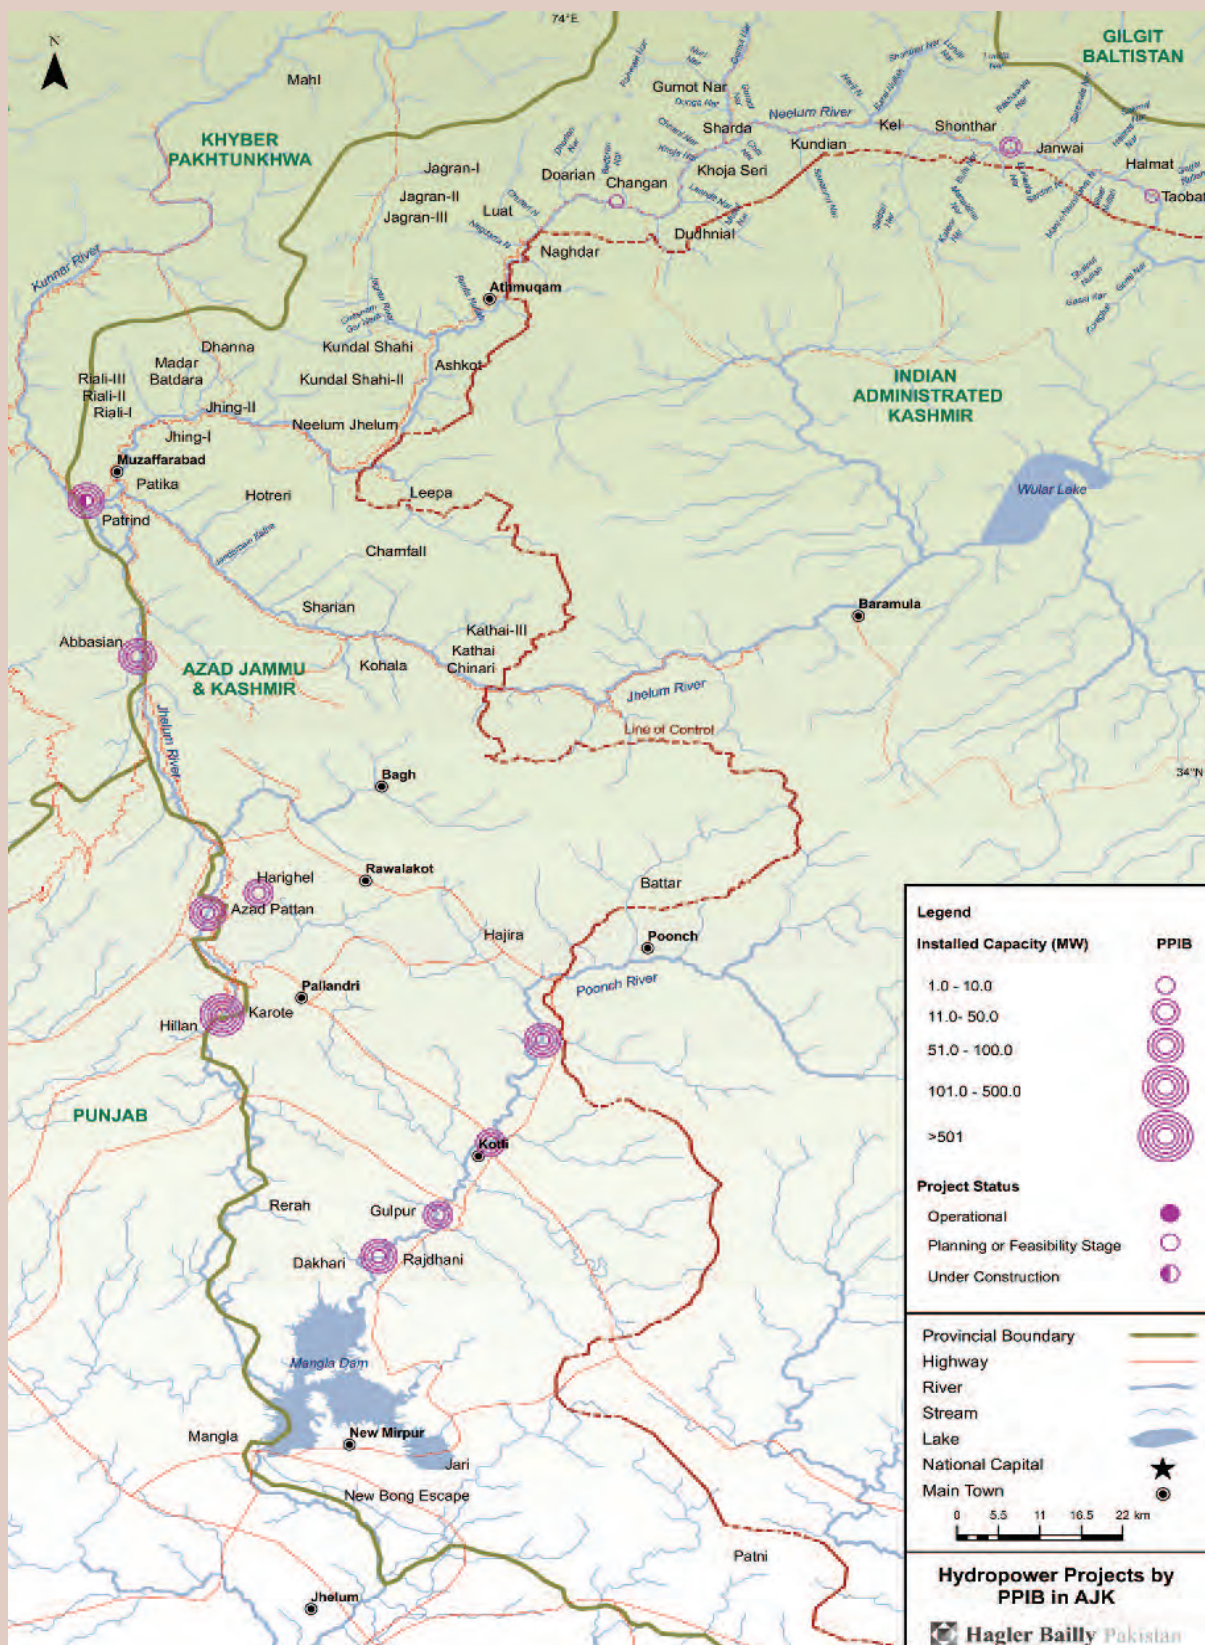 74°E
N
GILGIT
BALTISTAN
Mahl
Gumot Nar
Neelum River
KHYBER
PAKHTUNKHWA
Sharda
Kel
Shonthar
Kundian
Janwai
Jagran-I
Doarian
Khoja Seri
Halmat
Changan
Jagran-II
Luat
Taobat
Jagran-III
Dudhnial
Naghdar
Kunhar River
Athmuqam
Jagran River
Dhanna
Kundal Shahi
Madar
Batdara
Ashkot
Riali-III
Riali-II
Riali-I
Kundal Shahi-II
INDIAN
ADMINISTRATED
KASHMIR
Jhing-II
Neelum Jhelum
Jhing-I
Muzaffarabad
Patika
Hotreri
Leepa
Wular Lake
Patrind
Chamfall
Sharian
Baramula
Kathai-III
Abbasian
Kathai
Chinari
Kohala
AZAD JAMMU
& KASHMIR
Jhelum River
Jhelum River
Line of Control
Bagh
34°N
Harighel
Rawalakot
Battar
Azad Pattan
Hajira
Poonch
Pallandri
Poonch River
Karote
Hillan
PUNJAB
Kotli
Rerah
Gulpur
Dakhari
Rajdhani
Mangla Dam
Mangla
New Mirpur
Jari
New Bong Escape
Patni
Jhelum
Legend
Installed Capacity (MW) PPIB
1.0 - 10.0
11.0- 50.0
51.0 - 100.0
101.0 - 500.0
>501
Project Status
Operational
Planning or Feasibility Stage
Under Construction
Provincial Boundary
Highway
River
Stream
Lake
National Capital
Main Town
0 5.5 11 16.5 22 km
Hydropower Projects by
PPIB in AJK
Hagler Bailly Pakistan